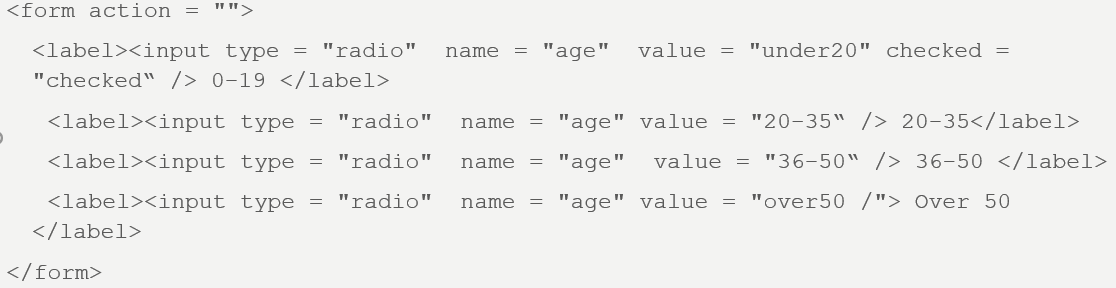 <form action = "">
<label><input type = "radio"  name = "age"  value = "under20" checked =
"checked“ /> 0-19 </label>
<label><input type = "radio"  name = "age" value = "20-35“ /> 20-35</label>
<label><input type = "radio"  name = "age"  value = "36-50“ /> 36-50 </label>
<label><input type = "radio"  name = "age" value = "over50 /"> Over 50
</label>
</form>